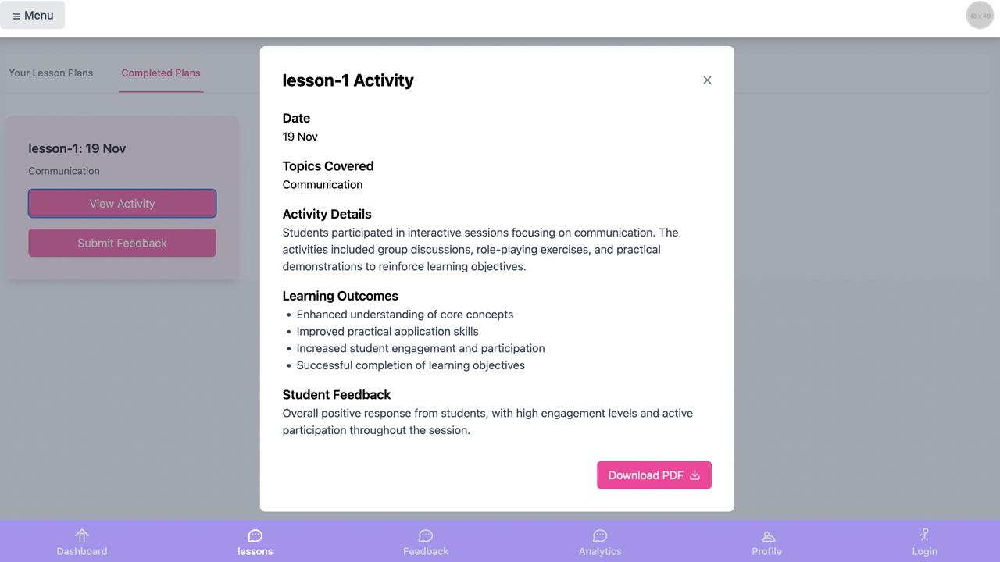 ≡ Menu
40 x 40
Your Lesson Plans
Completed Plans
lesson-1: 19 Nov
Communication
View Activity
Submit Feedback
lesson-1 Activity
Date
19 Nov
Topics Covered
Communication
Activity Details
Students participated in interactive sessions focusing on communication. The
activities included group discussions, role-playing exercises, and practical
demonstrations to reinforce learning objectives.
Learning Outcomes
• Enhanced understanding of core concepts
• Improved practical application skills
• Increased student engagement and participation
• Successful completion of learning objectives
Student Feedback
Overall positive response from students, with high engagement levels and active
participation throughout the session.
Download PDF
Dashboard
lessons
Feedback
Analytics
Profile
Login